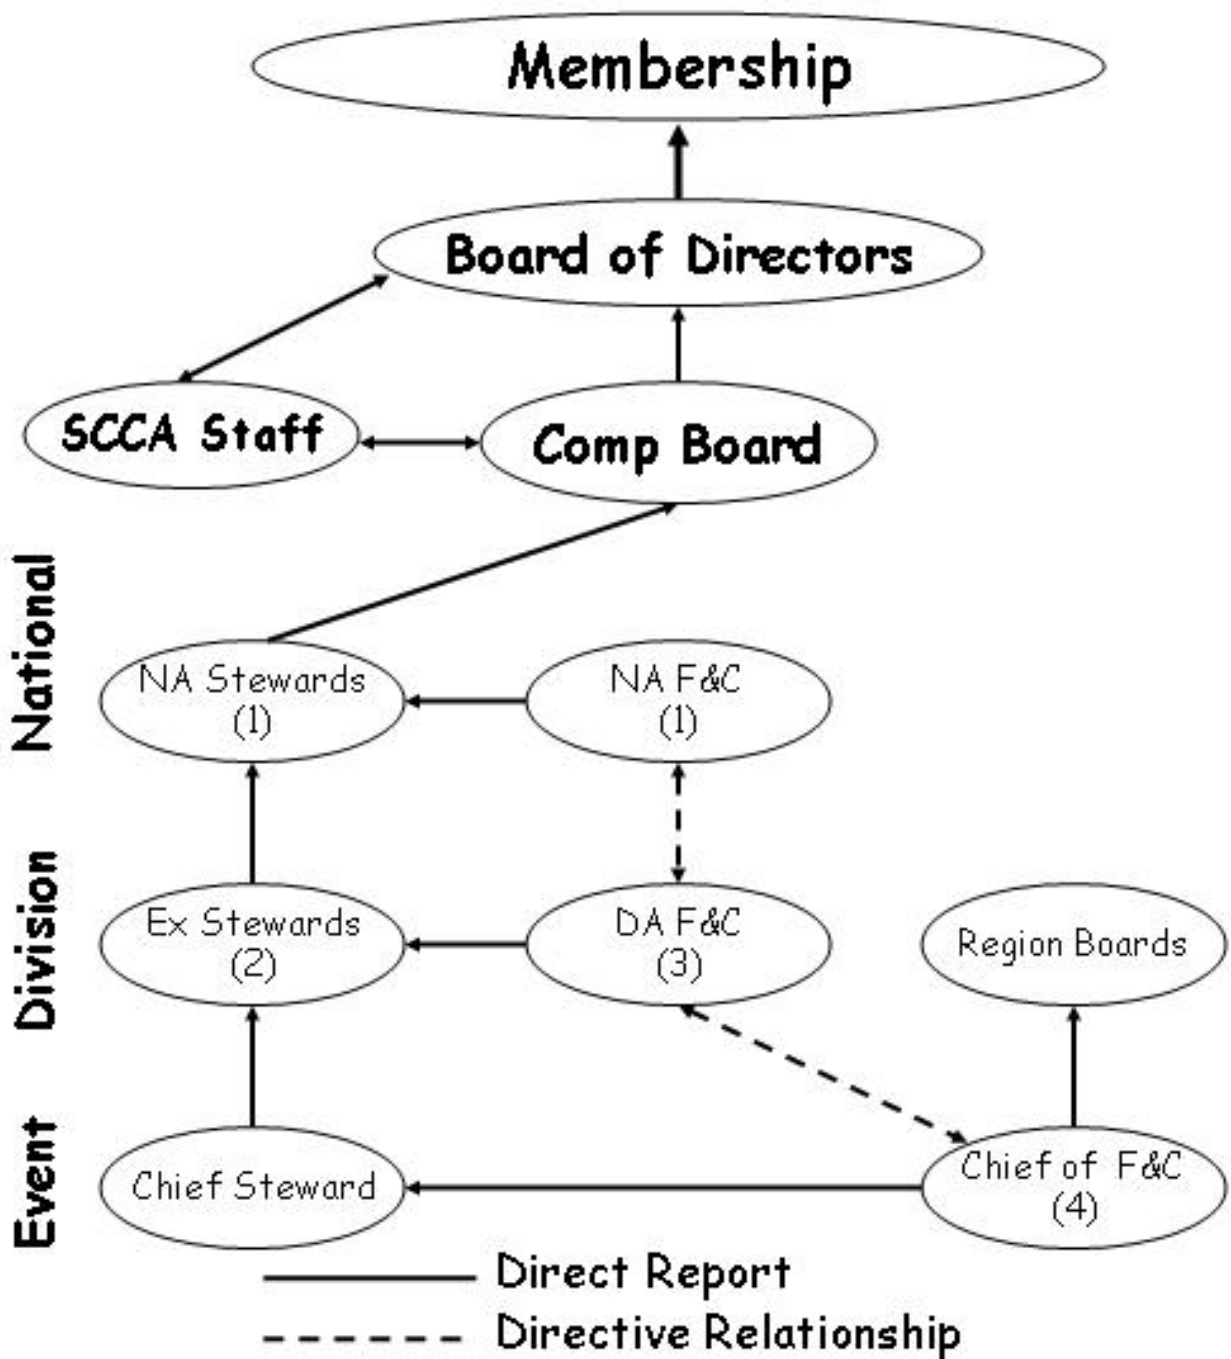 Membership
Board of Directors
SCCA Staff
Comp Board
National
NA Stewards
(1)
NA F&C
(1)
Division
Ex Stewards
(2)
DA F&C
(3)
Region Boards
Event
Chief Steward
Chief of F&C
(4)
Direct Report
Directive Relationship